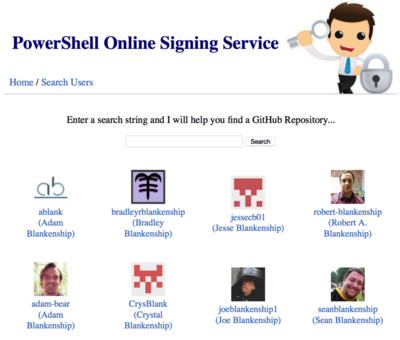 PowerShell Online Signing Service
Home / Search Users
Enter a search string and I will help you find a GitHub Repository...
Search
ab
ablank
(Adam
Blankenship)
bradleyrblankenship
(Bradley
Blankenship)
jessecb01
(Jesse Blankenship)
robert-blankenship
(Robert A.
Blankenship)
adam-bear
(Adam
Blankenship)
CrysBlank
(Crystal
Blankenship)
joeblankenship1
(Joe Blankenship)
seanblankenship
(Sean Blankenship)